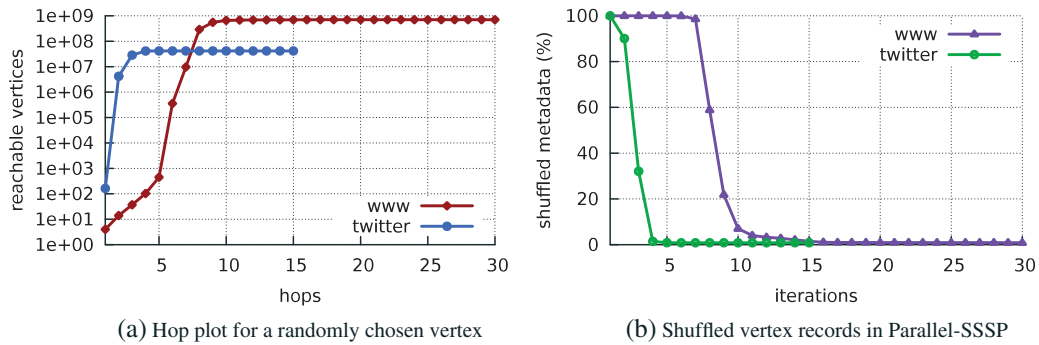 reachable vertices
1e+09
1e+08
1e+07
1e+06
1e+05
1e+04
1e+03
1e+02
1e+01
1e+00
5 10 15 20 25 30
hops
www
twitter
(a) Hop plot for a randomly chosen vertex
shuffled metadata (%)
100
80
60
40
20
0
5 10 15 20 25 30
iterations
www
twitter
(b) Shuffled vertex records in Parallel-SSSP